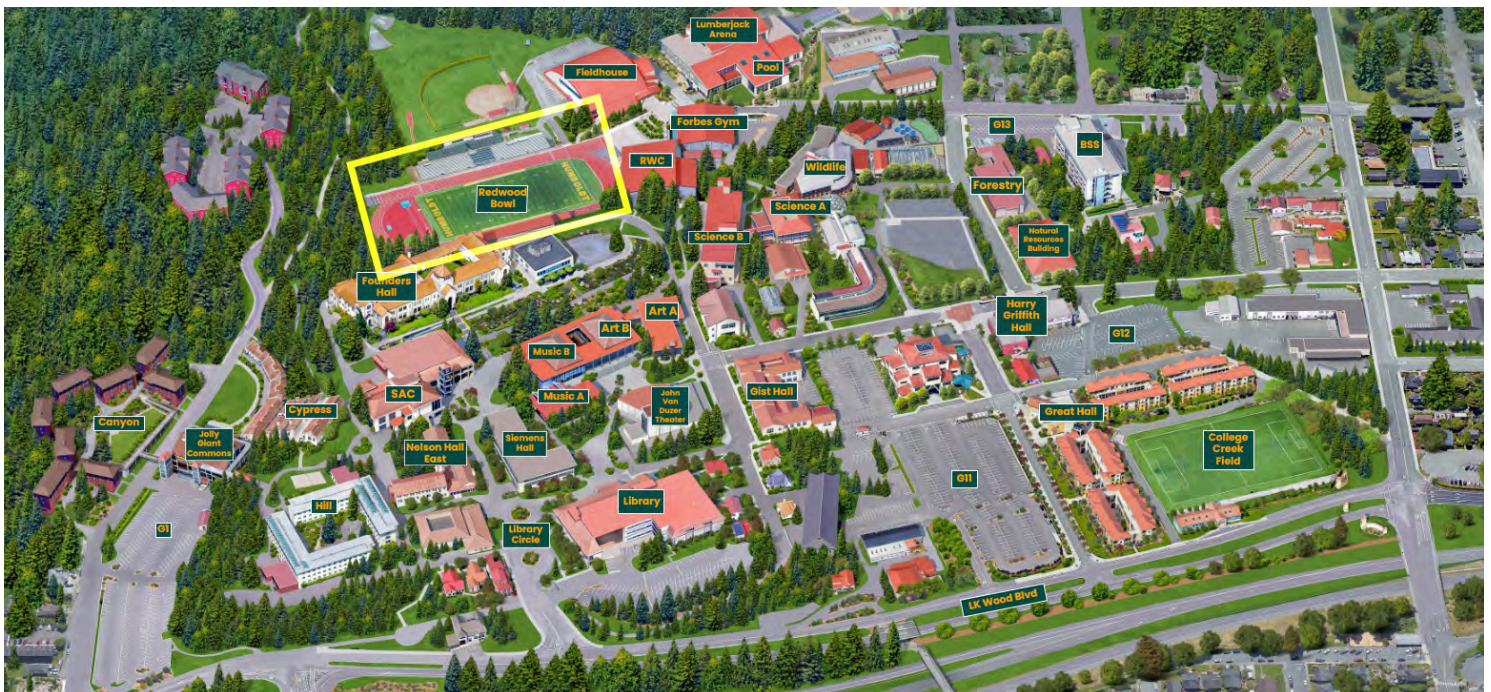 Lumberjack
Arena
Pool
Fieldhouse
Forbes Gym
G13
BSS
RWC
Wildlife
Redwood
Bowl
HUMBOLDT
Forestry
Science A
Science B
Natural
Resources
Building
Founders
Hall
Art A
Art B
Music B
Harry
Griffith
Hall
G12
SAC
Music A
John
Van
Duzer
Theater
Gist Hall
Cypress
Canyon
Great Hall
Jolly
Giant
Commons
Nelson Hall
East
Siemens
Hall
College
Creek
Field
G11
Hill
Library
G1
Library
Circle
LK Wood Blvd